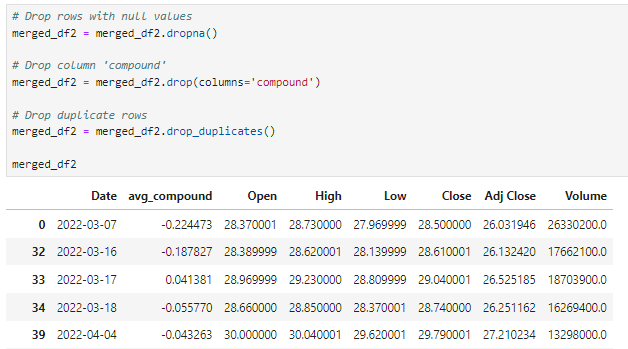 # Drop rows with null values
merged_df2 = merged_df2.dropna()
# Drop column 'compound'
merged_df2 = merged_df2.drop(columns='compound')
# Drop duplicate rows
merged_df2 = merged_df2.drop_duplicates()
merged_df2
Date avg_compound Open High Low Close Adj Close Volume
0 2022-03-07 -0.224473 28.370001 28.730000 27.969999 28.500000 26.031946 26330200.0
32 2022-03-16 -0.187827 28.389999 28.620001 28.139999 28.610001 26.132420 17662100.0
33 2022-03-17 0.041381 28.969999 29.230000 28.809999 29.040001 26.525185 18703900.0
34 2022-03-18 -0.055770 28.660000 28.850000 28.370001 28.740000 26.251162 16269400.0
39 2022-04-04 -0.043263 30.000000 30.040001 29.620001 29.790001 27.210234 13298000.0